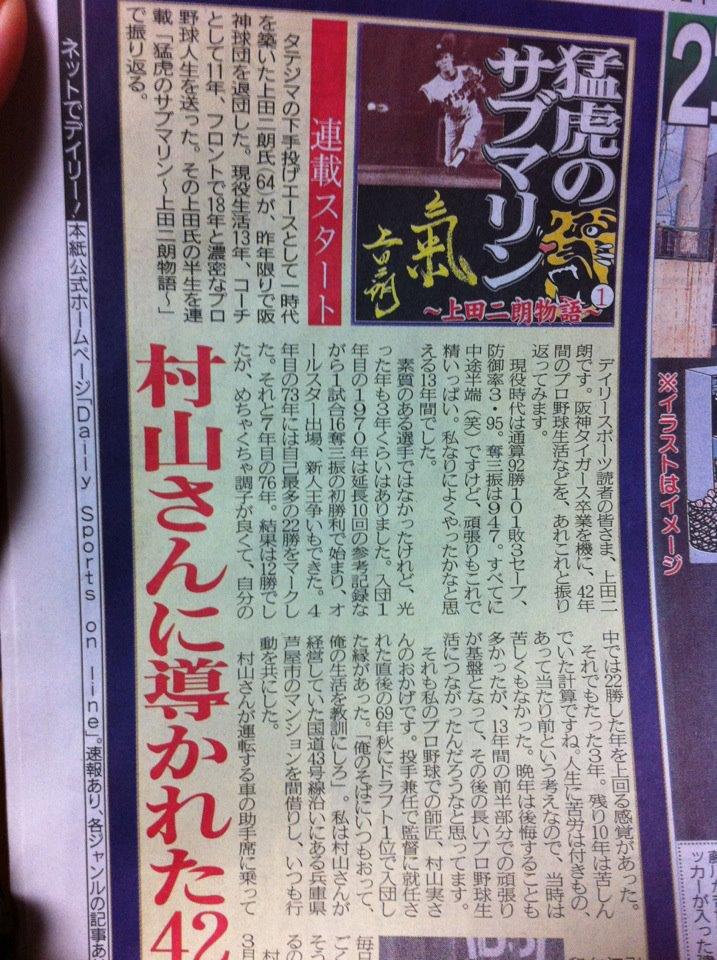 猛虎の
サブマリン
1
~上田二朗物語~
氣
上田二朗
連載スタート
タテジマの下手投げエースとして一時代
を築いた上田二朗氏(64)が、昨年限りで阪
神球団を退団した。現役生活13年、コーチ
として11年、フロントで18年と濃密なプロ
野球人生を送った。その上田氏の半生を連
載「猛虎のサブマリン~上田二朗物語~」
で振り返る。
村山さんに導かれた42
デイリースポーツ読者の皆さま、上田二
朗です。阪神タイガース卒業を機に、42年
間のプロ野球生活などを、あれこれと振り
返ってみます。
現役時代は通算92勝101敗3セーブ、
防御率3・95。奪三振は947。すべてに
中途半端(笑)ですけど、頑張りもこれで
精いっぱい。私なりによくやったかなと思
える13年間でした。
素質のある選手ではなかったけれど、光
った年も3年くらいはありました。入団1
年目の1970年は延長10回の参考記録な
がら1試合16奪三振の初勝利で始まり、オ
ールスター出場、新人王争いもできた。4
年目の73年には自己最多の22勝をマークし
た。それと7年目の76年。結果は12勝でし
たが、めちゃくちゃ調子が良くて、自分の
中では22勝した年を上回る感覚があった。
それでもたった3年。残り10年は苦しん
でいた計算ですね。人生に苦労は付きもの、
あって当たり前という考えなので、当時は
苦しくもなかった。晩年は後悔することも
多かったが、13年間の前半部分での頑張り
が基盤となって、その後の長いプロ野球生
活につながったんだろうなと思ってます。
それも私のプロ野球での師匠、村山実さ
んのおかげです。投手兼任で監督に就任さ
れた直後の69年秋にドラフト1位で入団し
た縁があった。「俺のそばにいつもおって、
俺の生活を教訓にしろ」。私は村山さんが
経営していた国道43号線沿いにある兵庫県
芦屋市のマンションを間借りし、いつも行
動を共にした。
村山さんが運転する車の助手席に乗って
毎日
ごく
そう
るの
村
3月
※イラストはイメージ
ネットでデイリー!
本紙公式ホームページ「Daily Sports on line」。速報あり、各ジャンルの記事あ
ッカーが入った